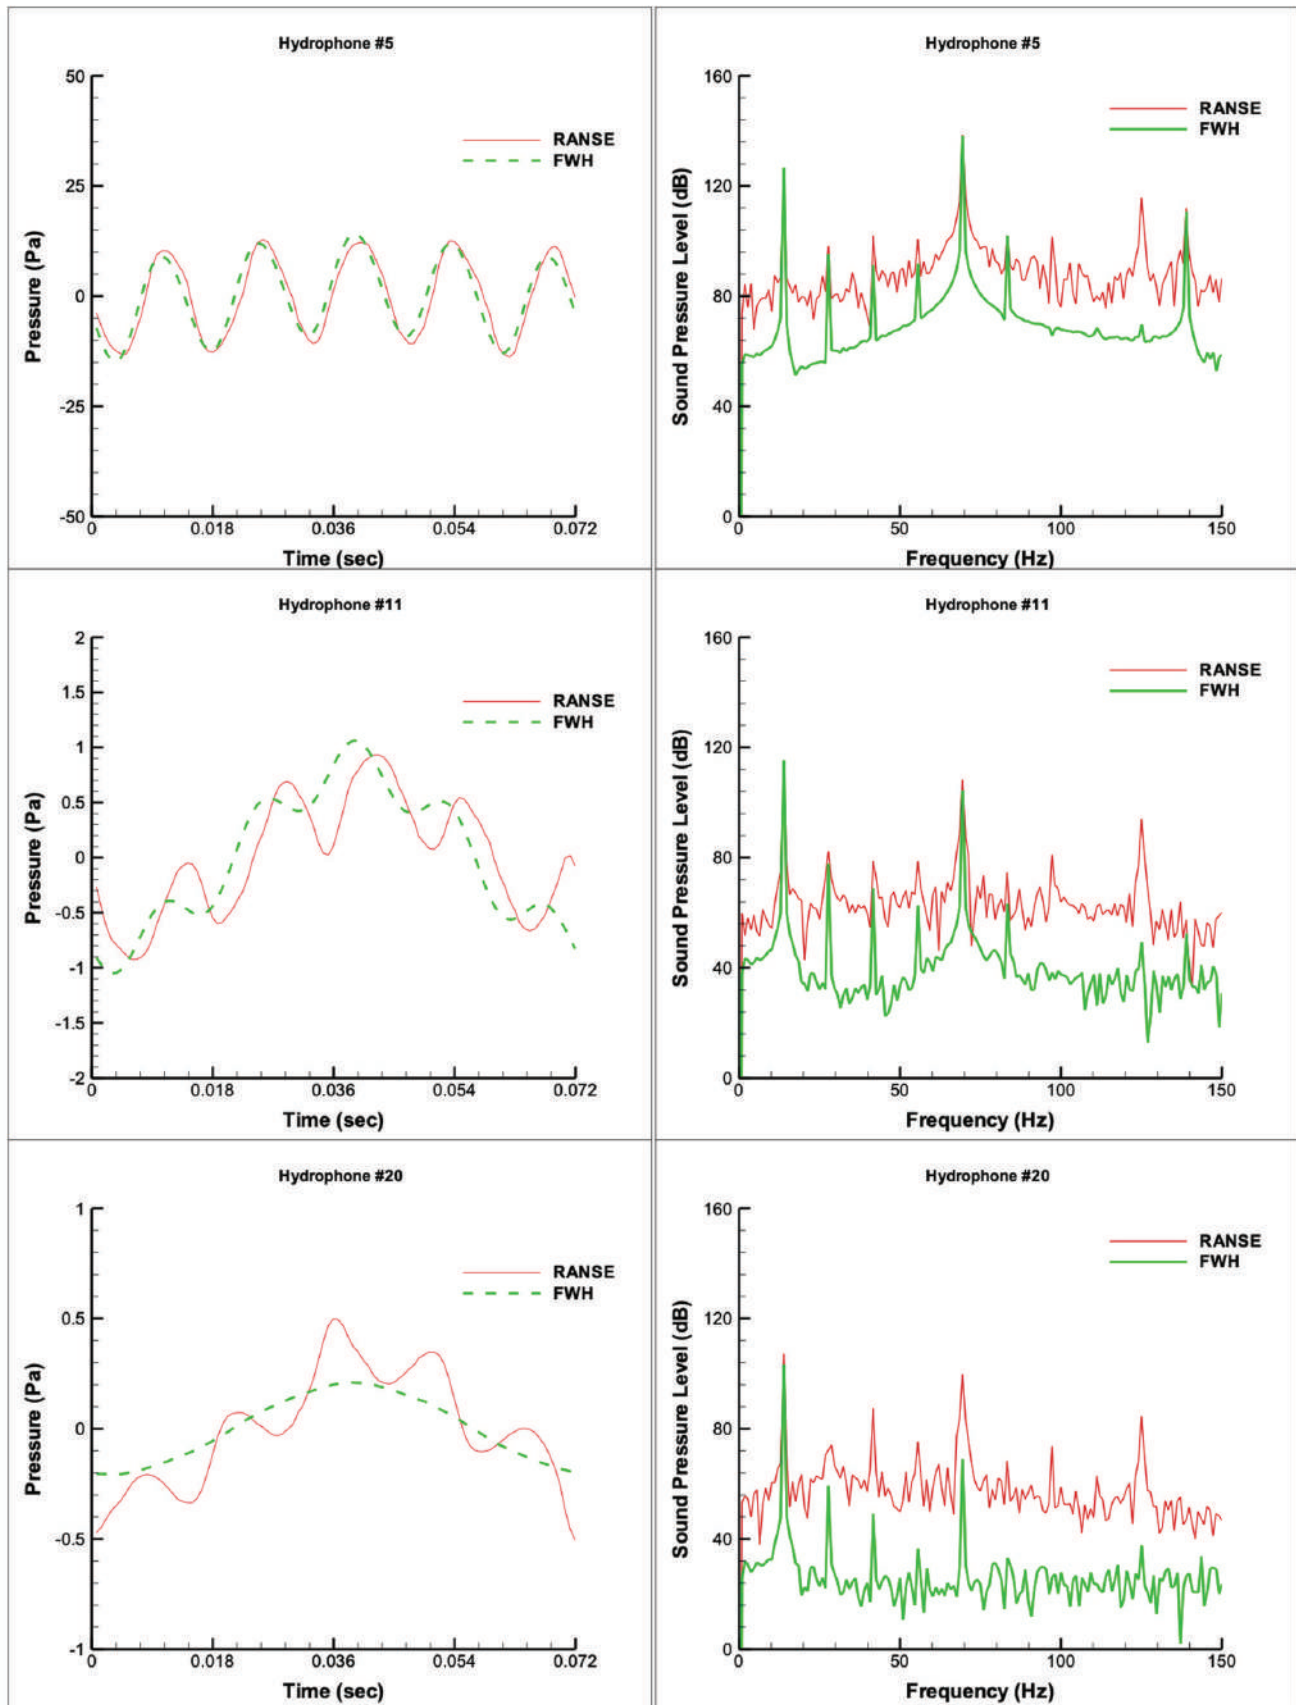 Hydrophone #5
50
25
0
-25
-50
Pressure (Pa)
RANSE
FWH
0 0.018 0.036 0.054 0.072
Time (sec)
Hydrophone #5
160
120
80
40
0
Sound Pressure Level (dB)
RANSE
FWH
0 50 100 150
Frequency (Hz)
Hydrophone #11
2
1.5
1
0.5
0
-0.5
-1
-1.5
-2
Pressure (Pa)
RANSE
FWH
0 0.018 0.036 0.054 0.072
Time (sec)
Hydrophone #11
160
120
80
40
0
Sound Pressure Level (dB)
RANSE
FWH
0 50 100 150
Frequency (Hz)
Hydrophone #20
1
0.5
0
-0.5
-1
Pressure (Pa)
RANSE
FWH
0 0.018 0.036 0.054 0.072
Time (sec)
Hydrophone #20
160
120
80
40
0
Sound Pressure Level (dB)
RANSE
FWH
0 50 100 150
Frequency (Hz)